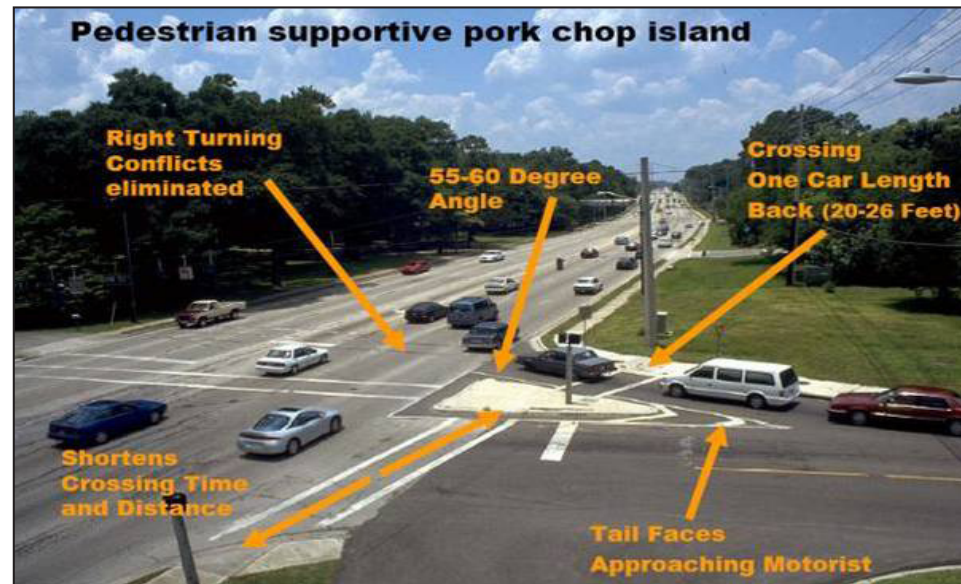 Pedestrian supportive pork chop island
Right Turning
Conflicts
eliminated
55-60 Degree
Angle
Crossing
One Car Length
Back (20-26 Feet)
Shortens
Crossing Time
and Distance
Tail Faces
Approaching Motorist